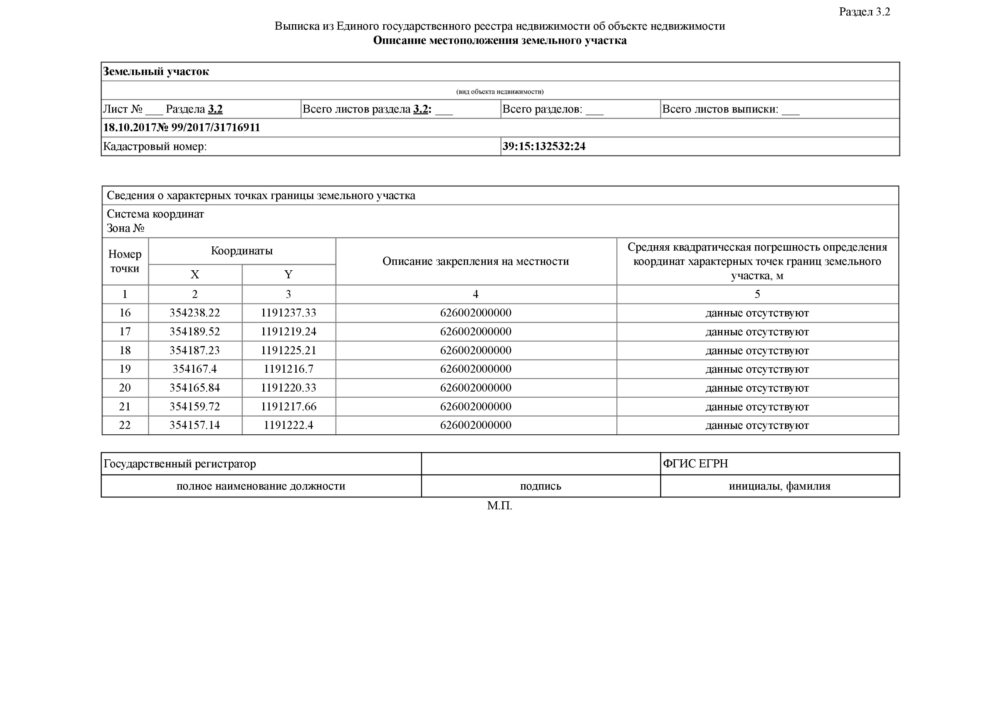 Раздел 3.2
Выписка из Единого государственного реестра недвижимости об объекте недвижимости
Описание местоположения земельного участка
Земельный участок
(вид объекта недвижимости)
Лист № ___ Раздела 3.2 Всего листов раздела 3.2: ___ Всего разделов: ___ Всего листов выписки: ___
18.10.2017№ 99/2017/31716911
Кадастровый номер: 39:15:132532:24
Сведения о характерных точках границы земельного участка
Система координат
Зона №
Номер точки Координаты Описание закрепления на местности Средняя квадратическая погрешность определения координат характерных точек границ земельного участка, м
X Y
1 2 3 4 5
16 354238.22 1191237.33 626002000000 данные отсутствуют
17 354189.52 1191219.24 626002000000 данные отсутствуют
18 354187.23 1191225.21 626002000000 данные отсутствуют
19 354167.4 1191216.7 626002000000 данные отсутствуют
20 354165.84 1191220.33 626002000000 данные отсутствуют
21 354159.72 1191217.66 626002000000 данные отсутствуют
22 354157.14 1191222.4 626002000000 данные отсутствуют
Государственный регистратор ФГИС ЕГРН
полное наименование должности подпись инициалы, фамилия
М.П.